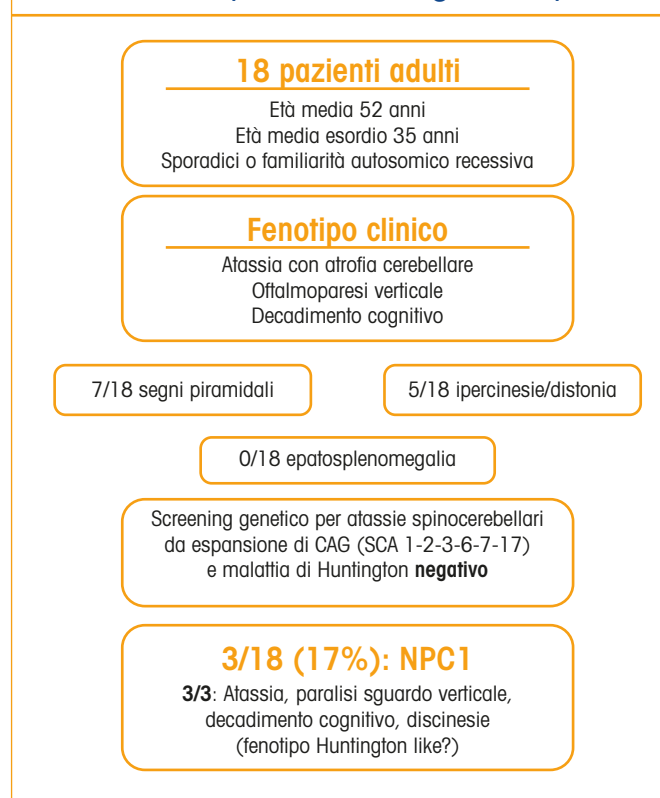 18 pazienti adulti
Età media 52 anni
Età media esordio 35 anni
Sporadici o familiarità autosomico recessiva
Fenotipo clinico
Atassia con atrofia cerebellare
Oftalmoparesi verticale
Decadimento cognitivo
7/18 segni piramidali
5/18 ipercinesie/distonia
0/18 epatosplenomegalia
Screening genetico per atassie spinocerebellari
da espansione di CAG (SCA 1-2-3-6-7-17)
e malattia di Huntington negativo
3/18 (17%): NPC1
3/3: Atassia, paralisi sguardo verticale,
decadimento cognitivo, discinesie
(fenotipo Huntington like?)